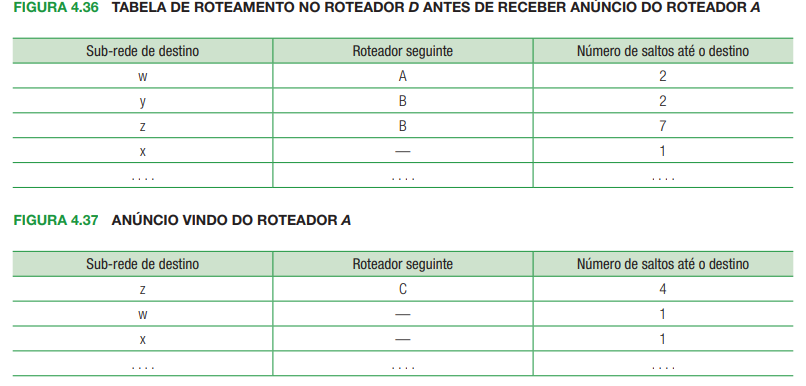 FIGURA 4.36 TABELA DE ROTEAMENTO NO ROTEADOR D ANTES DE RECEBER ANÚNCIO DO ROTEADOR A
Sub-rede de destino Roteador seguinte Número de saltos até o destino
w A 2
y B 2
z B 7
x — 1
. . . . . . . . . . . .
FIGURA 4.37 ANÚNCIO VINDO DO ROTEADOR A
Sub-rede de destino Roteador seguinte Número de saltos até o destino
z C 4
w — 1
x — 1
. . . . . . . . . . . .